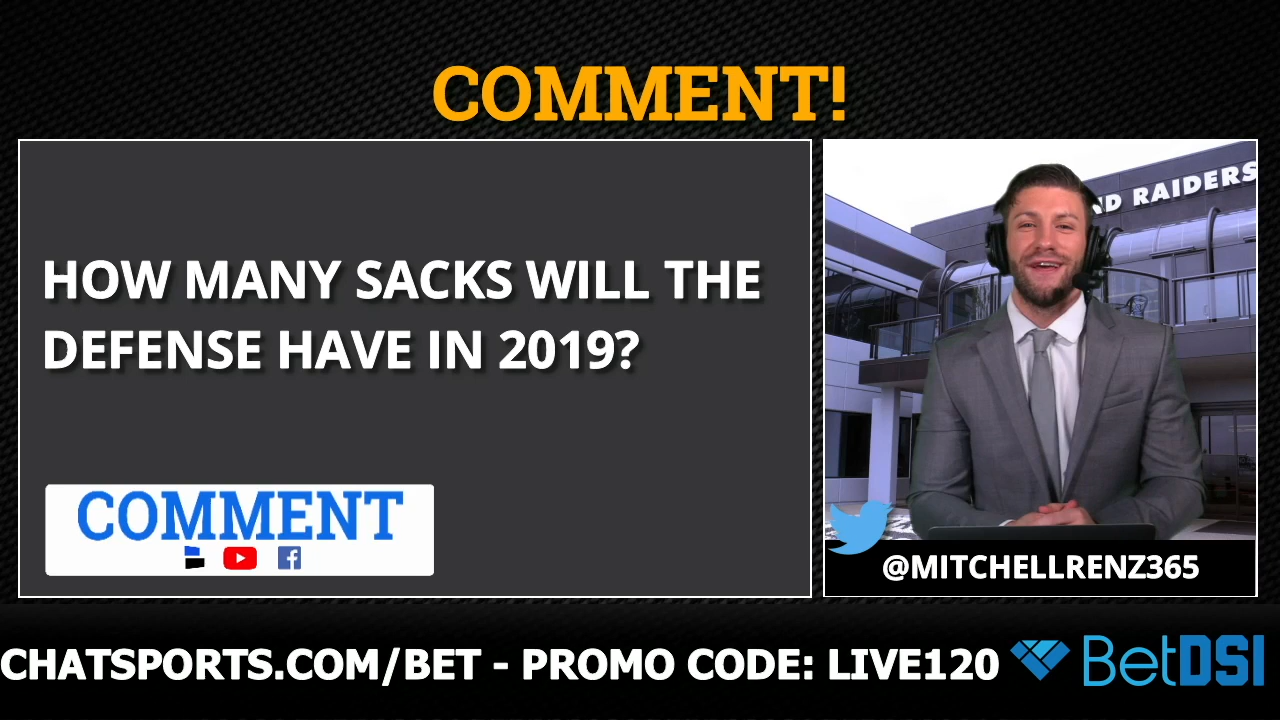 COMMENT!
ND RAIDERS
HOW MANY SACKS WILL THE
DEFENSE HAVE IN 2019?
COMMENT
@MITCHELLRENZ365
CHATSPORTS.COM/BET - PROMO CODE: LIVE120
BetDSI